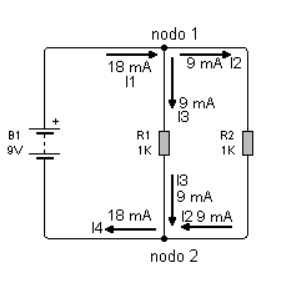 nodo 1
18 mA
I1
9 mA I2
9 mA
I3
B1
9V
+
R1
1K
R2
1K
I3
9 mA
18 mA
I4
I2 9 mA
nodo 2